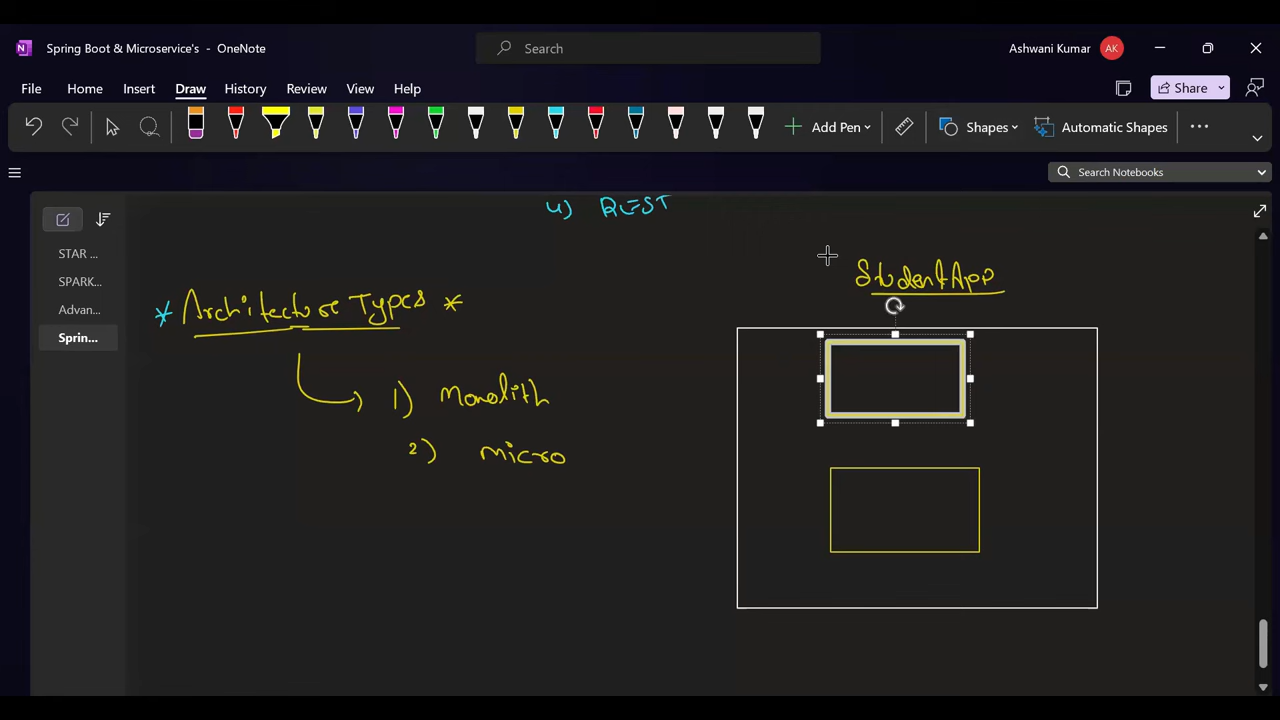 Spring Boot & Microservice's - OneNote
Search
Ashwani Kumar AK
File Home Insert Draw History Review View Help
Share
Add Pen
Shapes
Automatic Shapes
Search Notebooks
4) REST
STAR ...
SPARK...
Advan...
Sprin...
StudentApp
* Architecture Types *
1) Monolith
2) micro